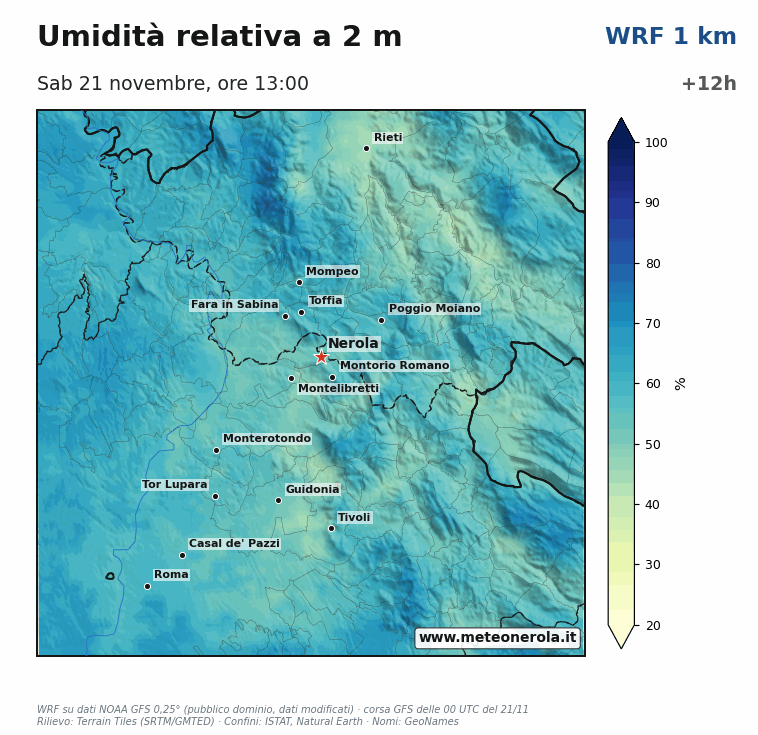 Umidità relativa a 2 m
WRF 1 km
Sab 21 novembre, ore 13:00
+12h
Rieti
Mompeo
Toffia
Fara in Sabina
Poggio Moiano
Nerola
Montorio Romano
Montelibretti
Monterotondo
Tor Lupara
Guidonia
Tivoli
Casal de' Pazzi
Roma
www.meteonerola.it
100
90
80
70
60
50
40
30
20
%
WRF su dati NOAA GFS 0,25° (pubblico dominio, dati modificati) · corsa GFS delle 00 UTC del 21/11
Rilievo: Terrain Tiles (SRTM/GMTED) · Confini: ISTAT, Natural Earth · Nomi: GeoNames